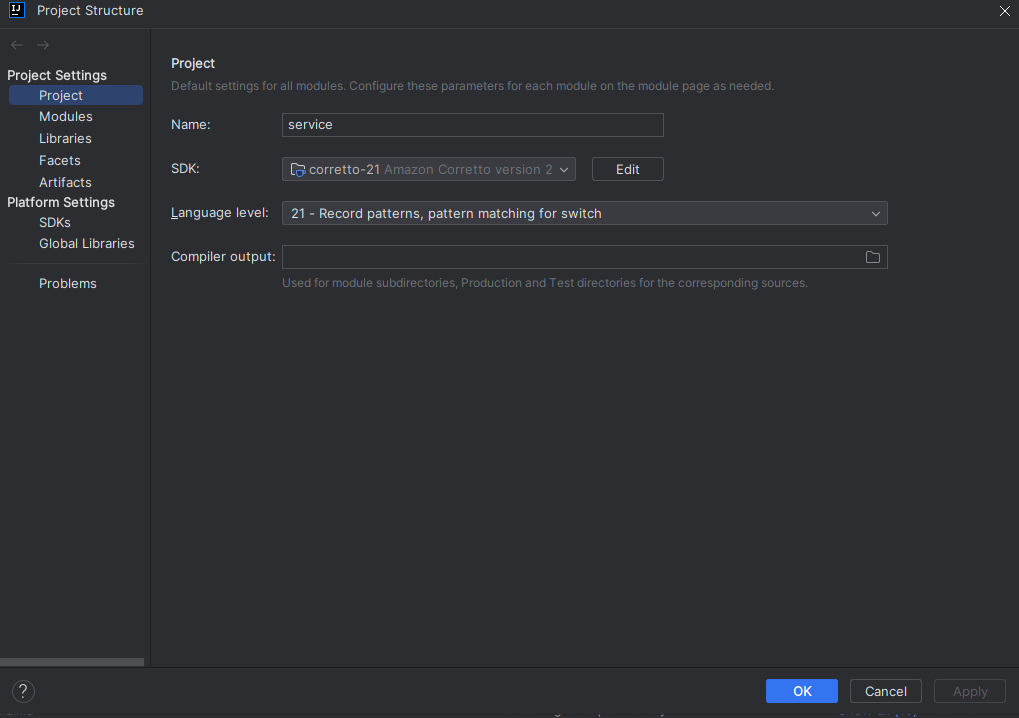 Project Structure
Project Settings
Project
Modules
Libraries
Facets
Artifacts
Platform Settings
SDKs
Global Libraries
Problems
Project
Default settings for all modules. Configure these parameters for each module on the module page as needed.
Name: service
SDK: corretto-21 Amazon Corretto version 2 Edit
Language level: 21 - Record patterns, pattern matching for switch
Compiler output:
Used for module subdirectories, Production and Test directories for the corresponding sources.
? OK Cancel Apply